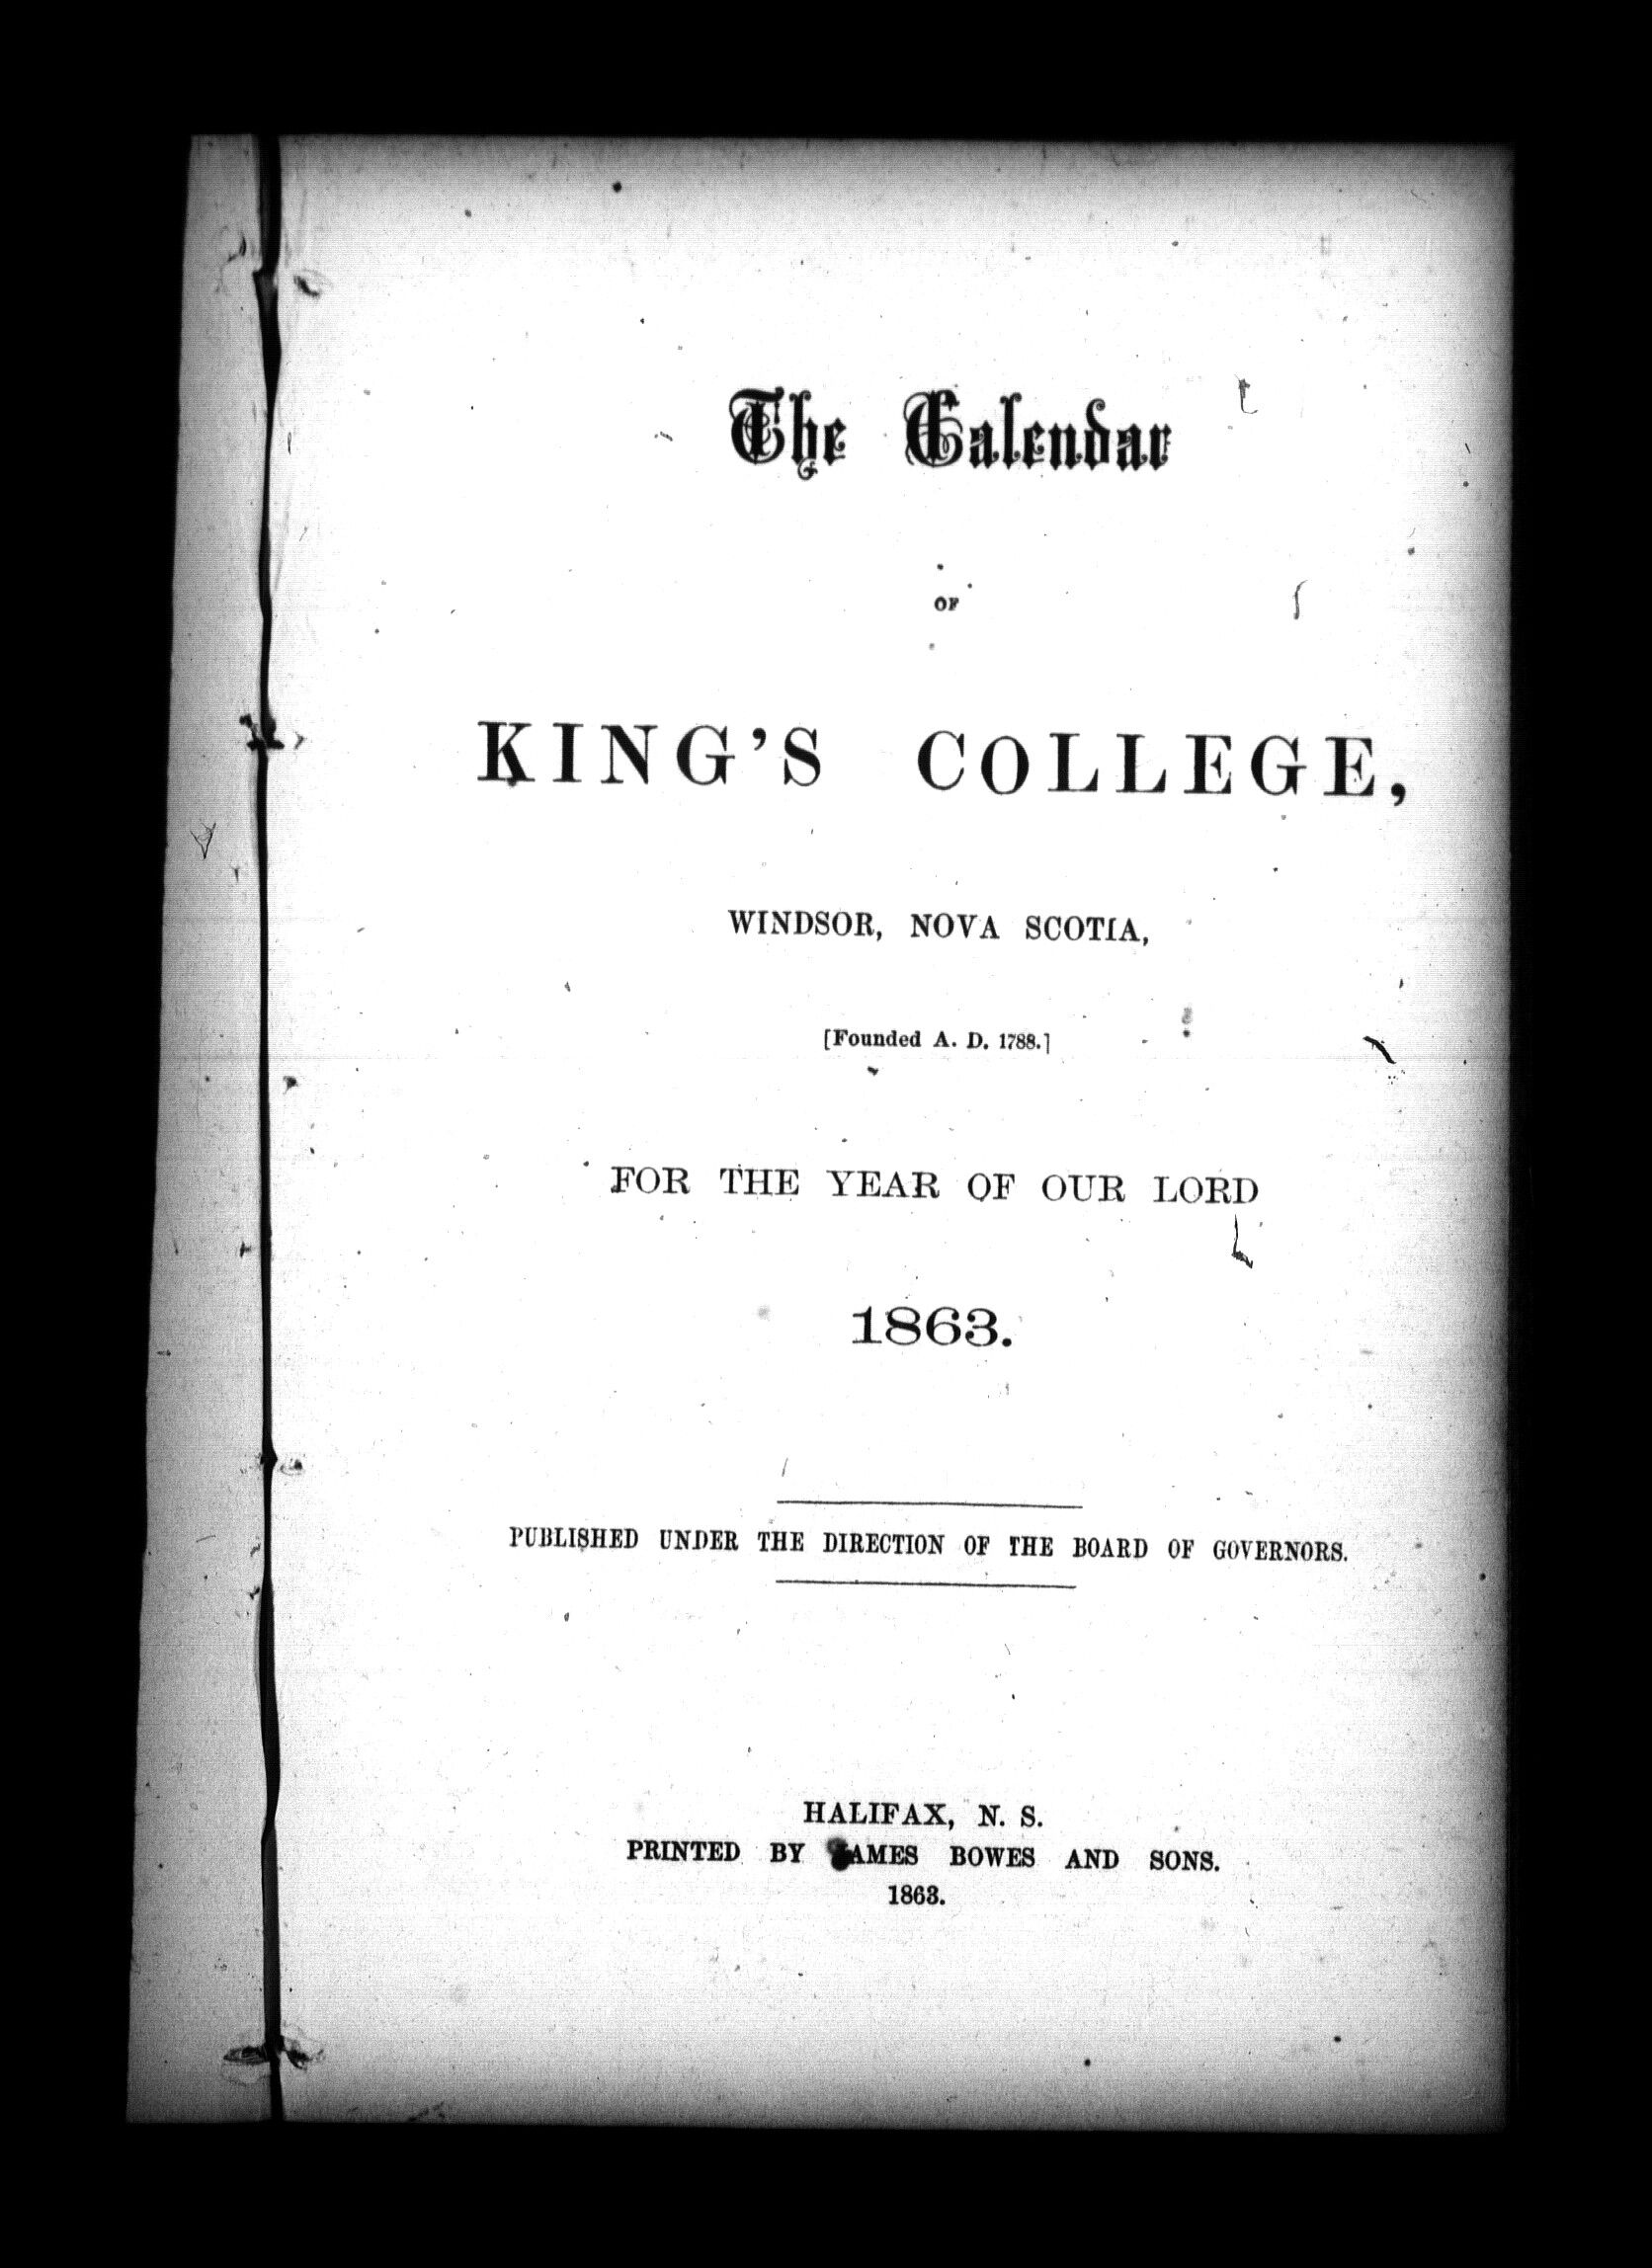 The Calendar
OF
KING'S COLLEGE,
WINDSOR, NOVA SCOTIA,
[Founded A. D. 1788.]
FOR THE YEAR OF OUR LORD
1863.
PUBLISHED UNDER THE DIRECTION OF THE BOARD OF GOVERNORS.
HALIFAX, N. S.
PRINTED BY JAMES BOWES AND SONS.
1863.